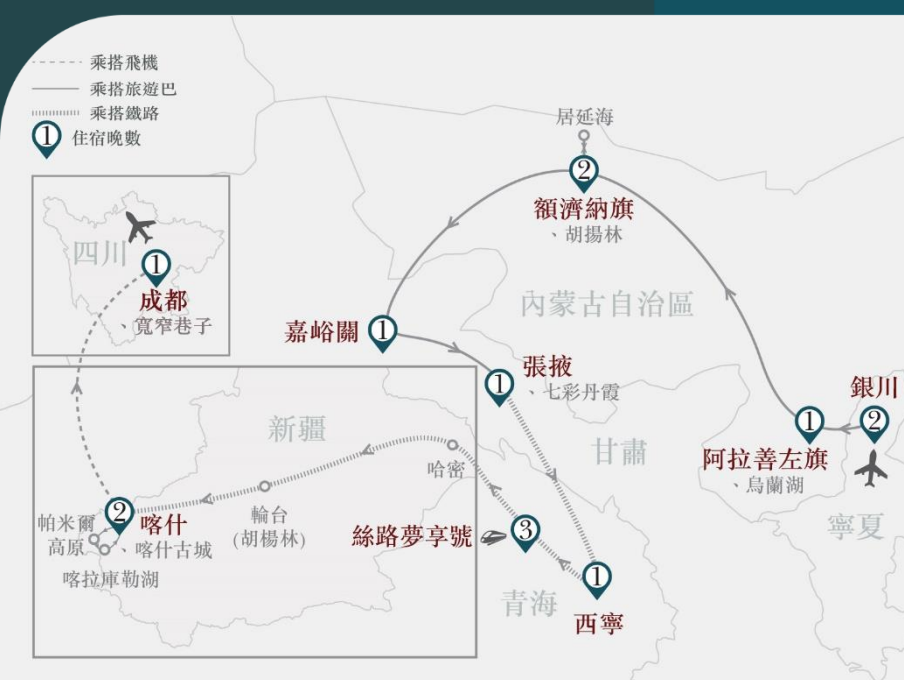 乘搭飛機
乘搭旅遊巴
乘搭鐵路
1 住宿晚數
居延海
2
額濟納旗
、胡揚林
四川
1
成都
、寬窄巷子
內蒙古自治區
嘉峪關 1
張掖
1 、七彩丹霞
銀川
新疆
1 2
甘肅
阿拉善左旗
、烏蘭湖
哈密
寧夏
輪台
(胡楊林)
2 喀什
帕米爾
高原
、喀什古城
喀拉庫勒湖
絲路夢享號 3
1
青海
西寧